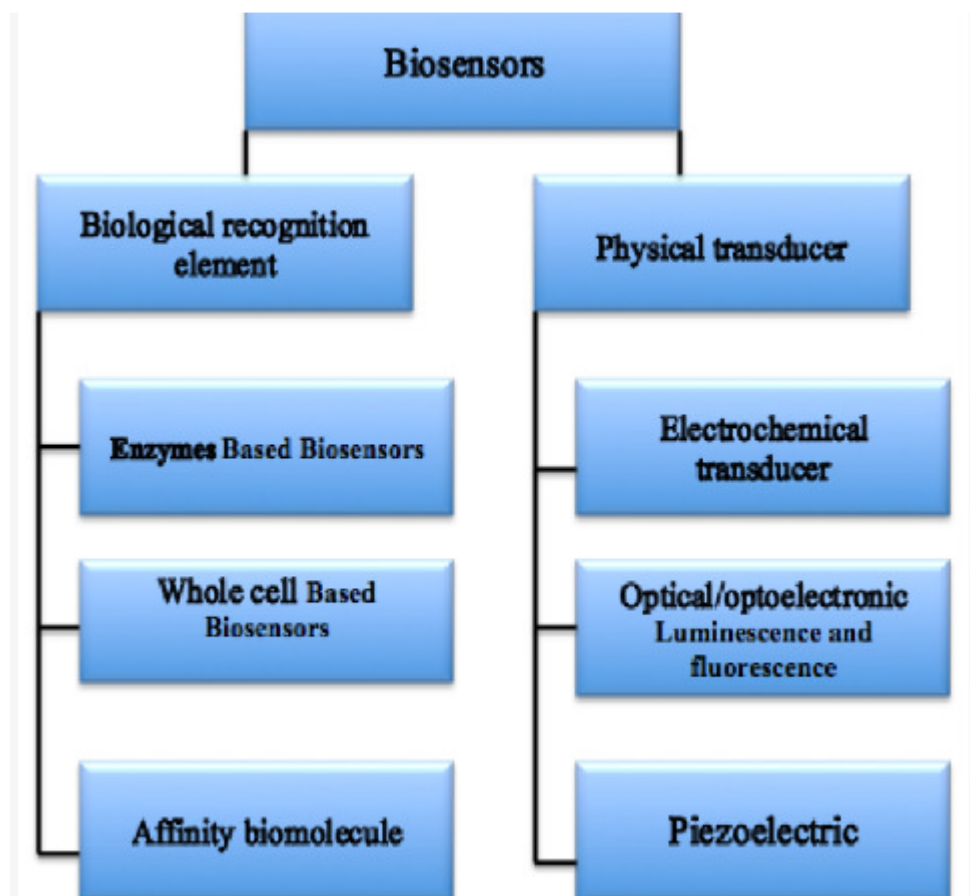 Biosensors
Biological recognition
element
Physical transducer
Enzymes Based Biosensors
Electrochemical
transducer
Whole cell Based
Biosensors
Optical/optoelectronic
Luminescence and
fluorescence
Affinity biomolecule
Piezoelectric